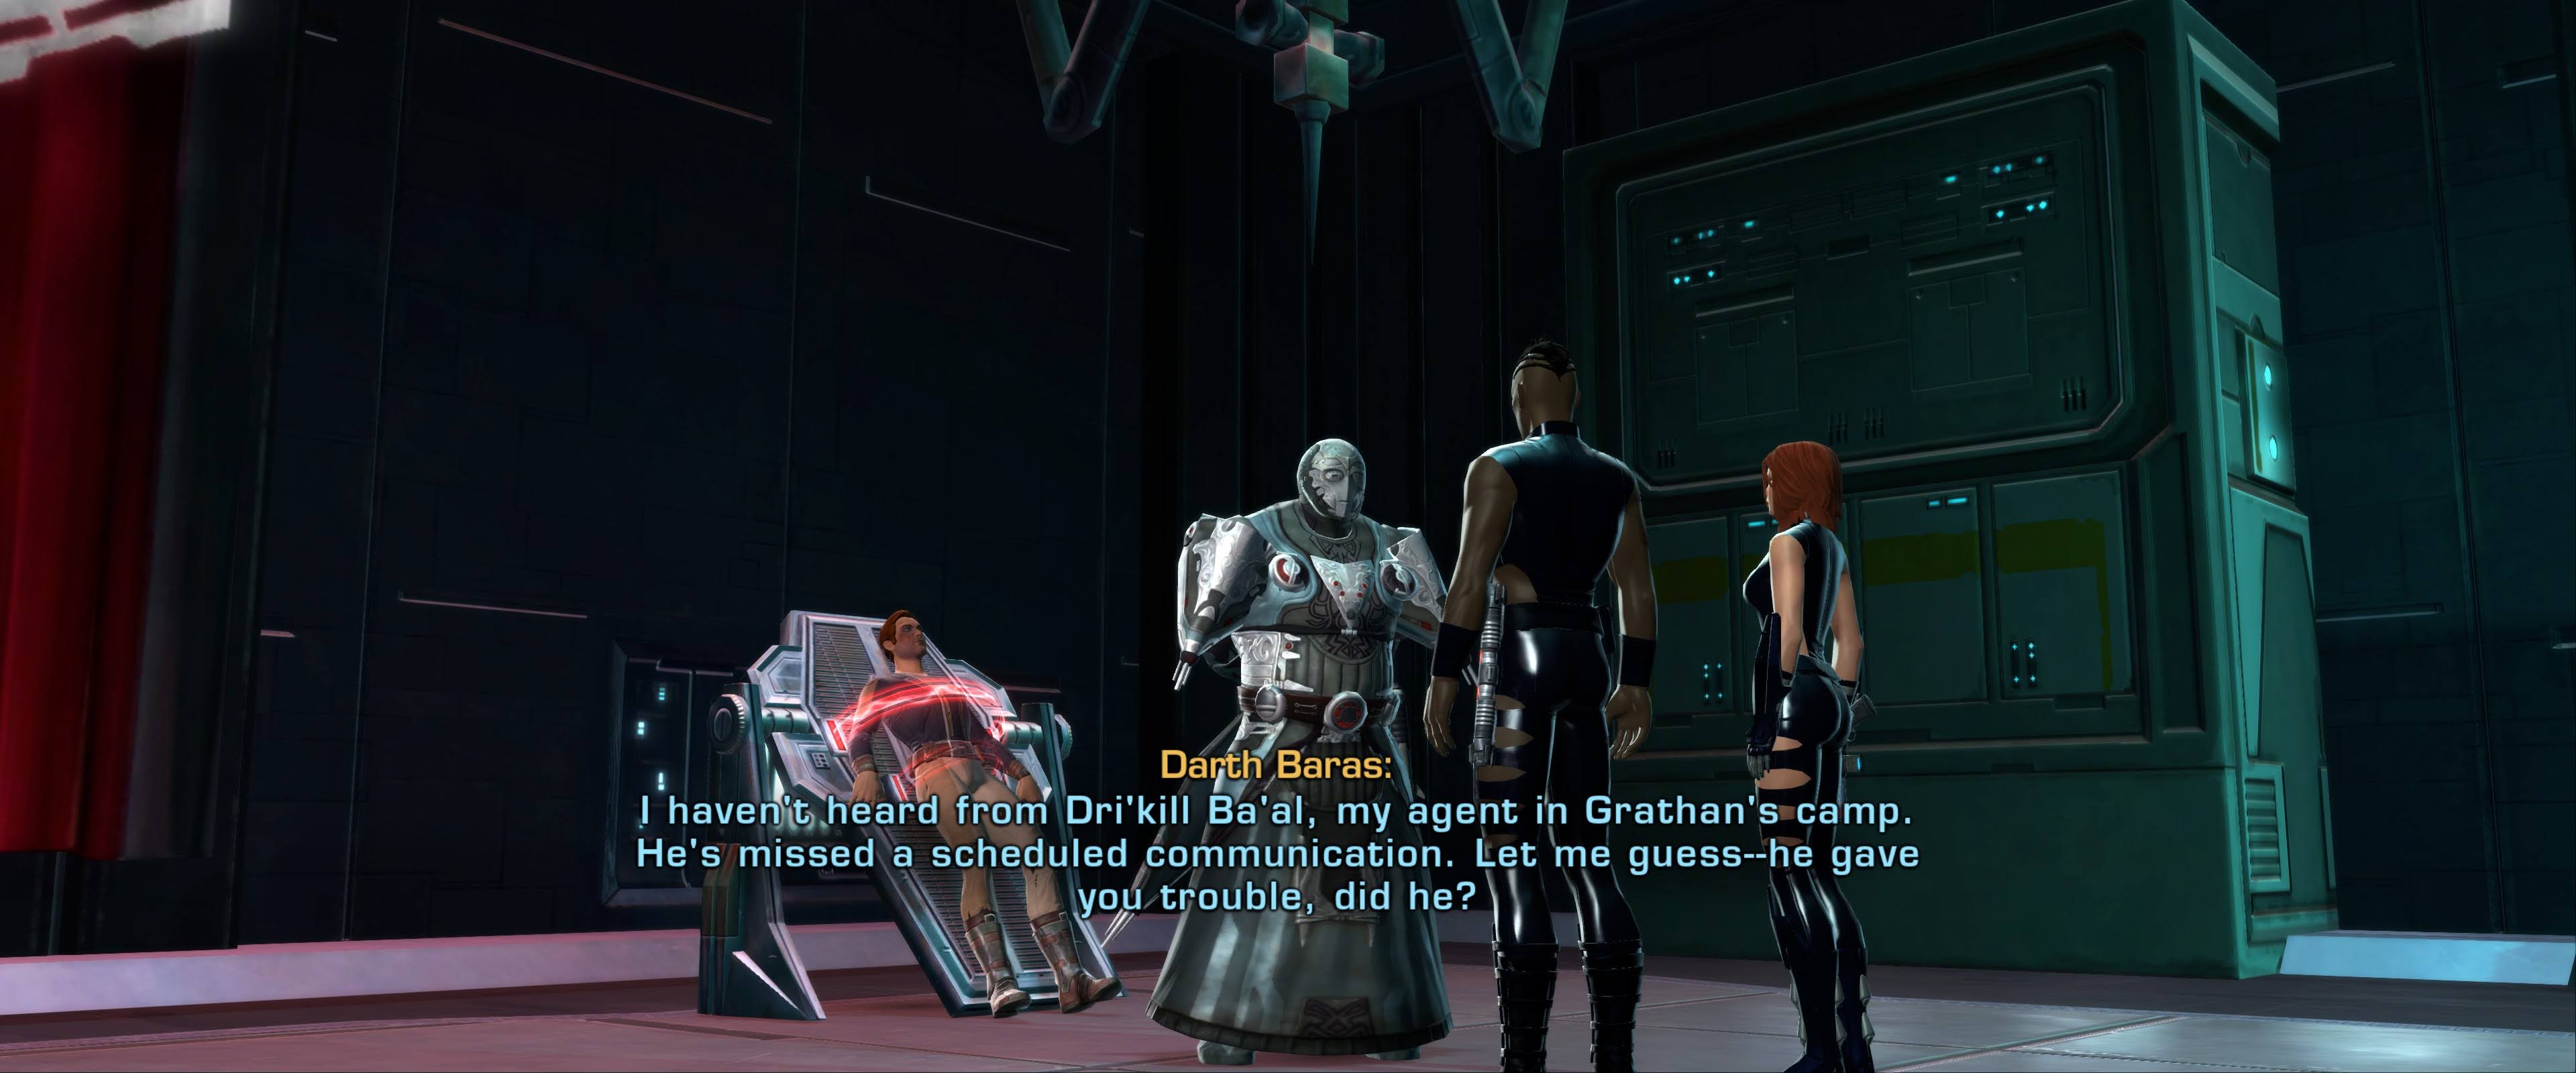 Darth Baras:
I haven't heard from Dri'kill Ba'al, my agent in Grathan's camp.
He's missed a scheduled communication. Let me guess--he gave
you trouble, did he?